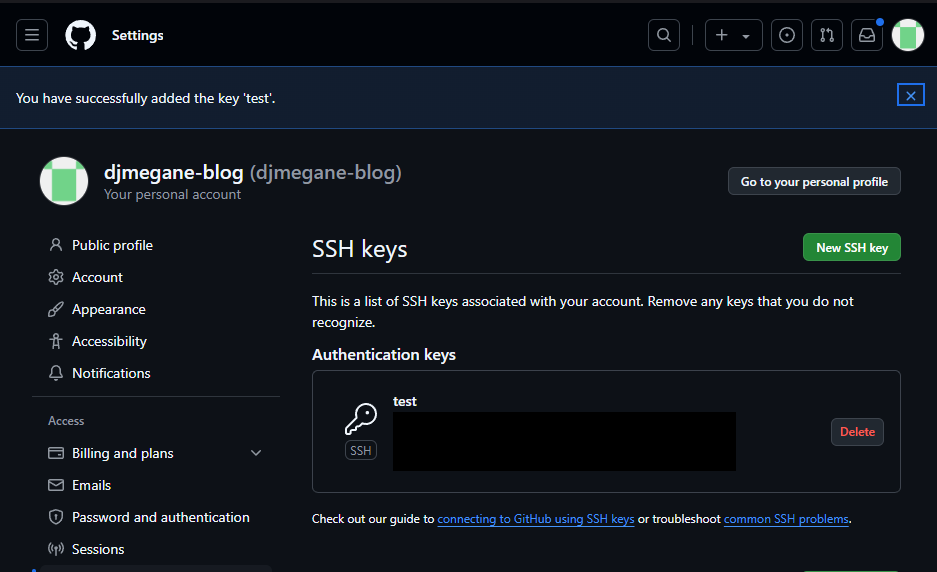 Settings
You have successfully added the key 'test'.
djmegane-blog (djmegane-blog)
Your personal account
Go to your personal profile
Public profile
Account
Appearance
Accessibility
Notifications
Access
Billing and plans
Emails
Password and authentication
Sessions
SSH keys
New SSH key
This is a list of SSH keys associated with your account. Remove any keys that you do not
recognize.
Authentication keys
test
SSH
Delete
Check out our guide to connecting to GitHub using SSH keys or troubleshoot common SSH problems.